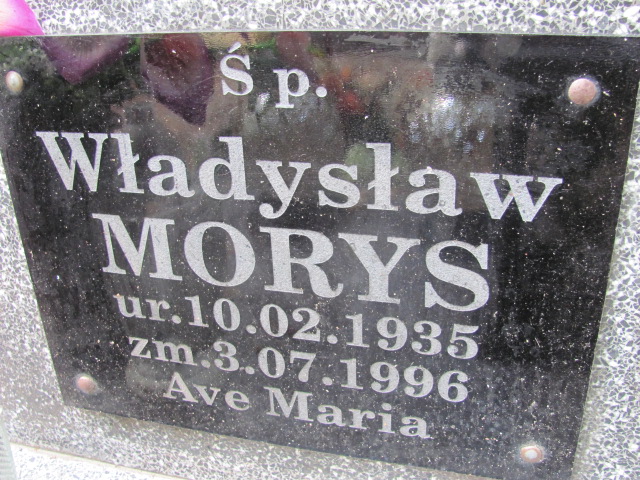 Ś p.
Władysław
MORYS
ur.10.02.1935
zm.3.07.1996
Ave Maria